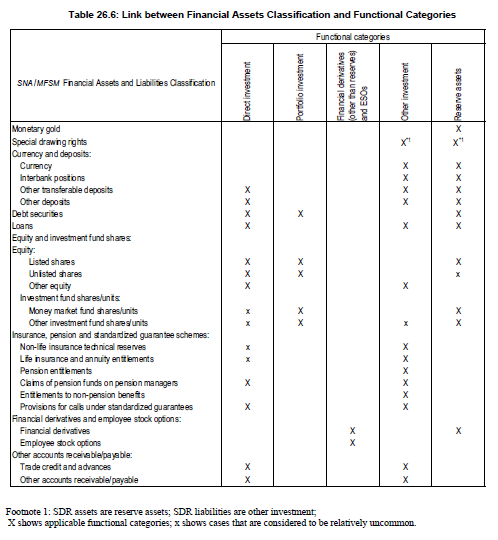 Table 26.6: Link between Financial Assets Classification and Functional Categories
Functional categories
SNA/MFSM Financial Assets and Liabilities Classification
Direct investment
Portfolio investment
Financial derivatives
(other than reserves)
and ESOs
Other investment
Reserve assets
Monetary gold X
Special drawing rights X*¹ X*¹
Currency and deposits:
Currency X X
Interbank positions X X
Other transferable deposits X X X
Other deposits X X X
Debt securities X X X
Loans X X X
Equity and investment fund shares:
Equity:
Listed shares X X X
Unlisted shares X X x
Other equity X X
Investment fund shares/units:
Money market fund shares/units x X X
Other investment fund shares/units x X x X
Insurance, pension and standardized guarantee schemes:
Non-life insurance technical reserves x X
Life insurance and annuity entitlements x X
Pension entitlements X
Claims of pension funds on pension managers X X
Entitlements to non-pension benefits X
Provisions for calls under standardized guarantees X X
Financial derivatives and employee stock options:
Financial derivatives X X
Employee stock options X
Other accounts receivable/payable:
Trade credit and advances X X
Other accounts receivable/payable X X
Footnote 1: SDR assets are reserve assets; SDR liabilities are other investment;
X shows applicable functional categories; x shows cases that are considered to be relatively uncommon.